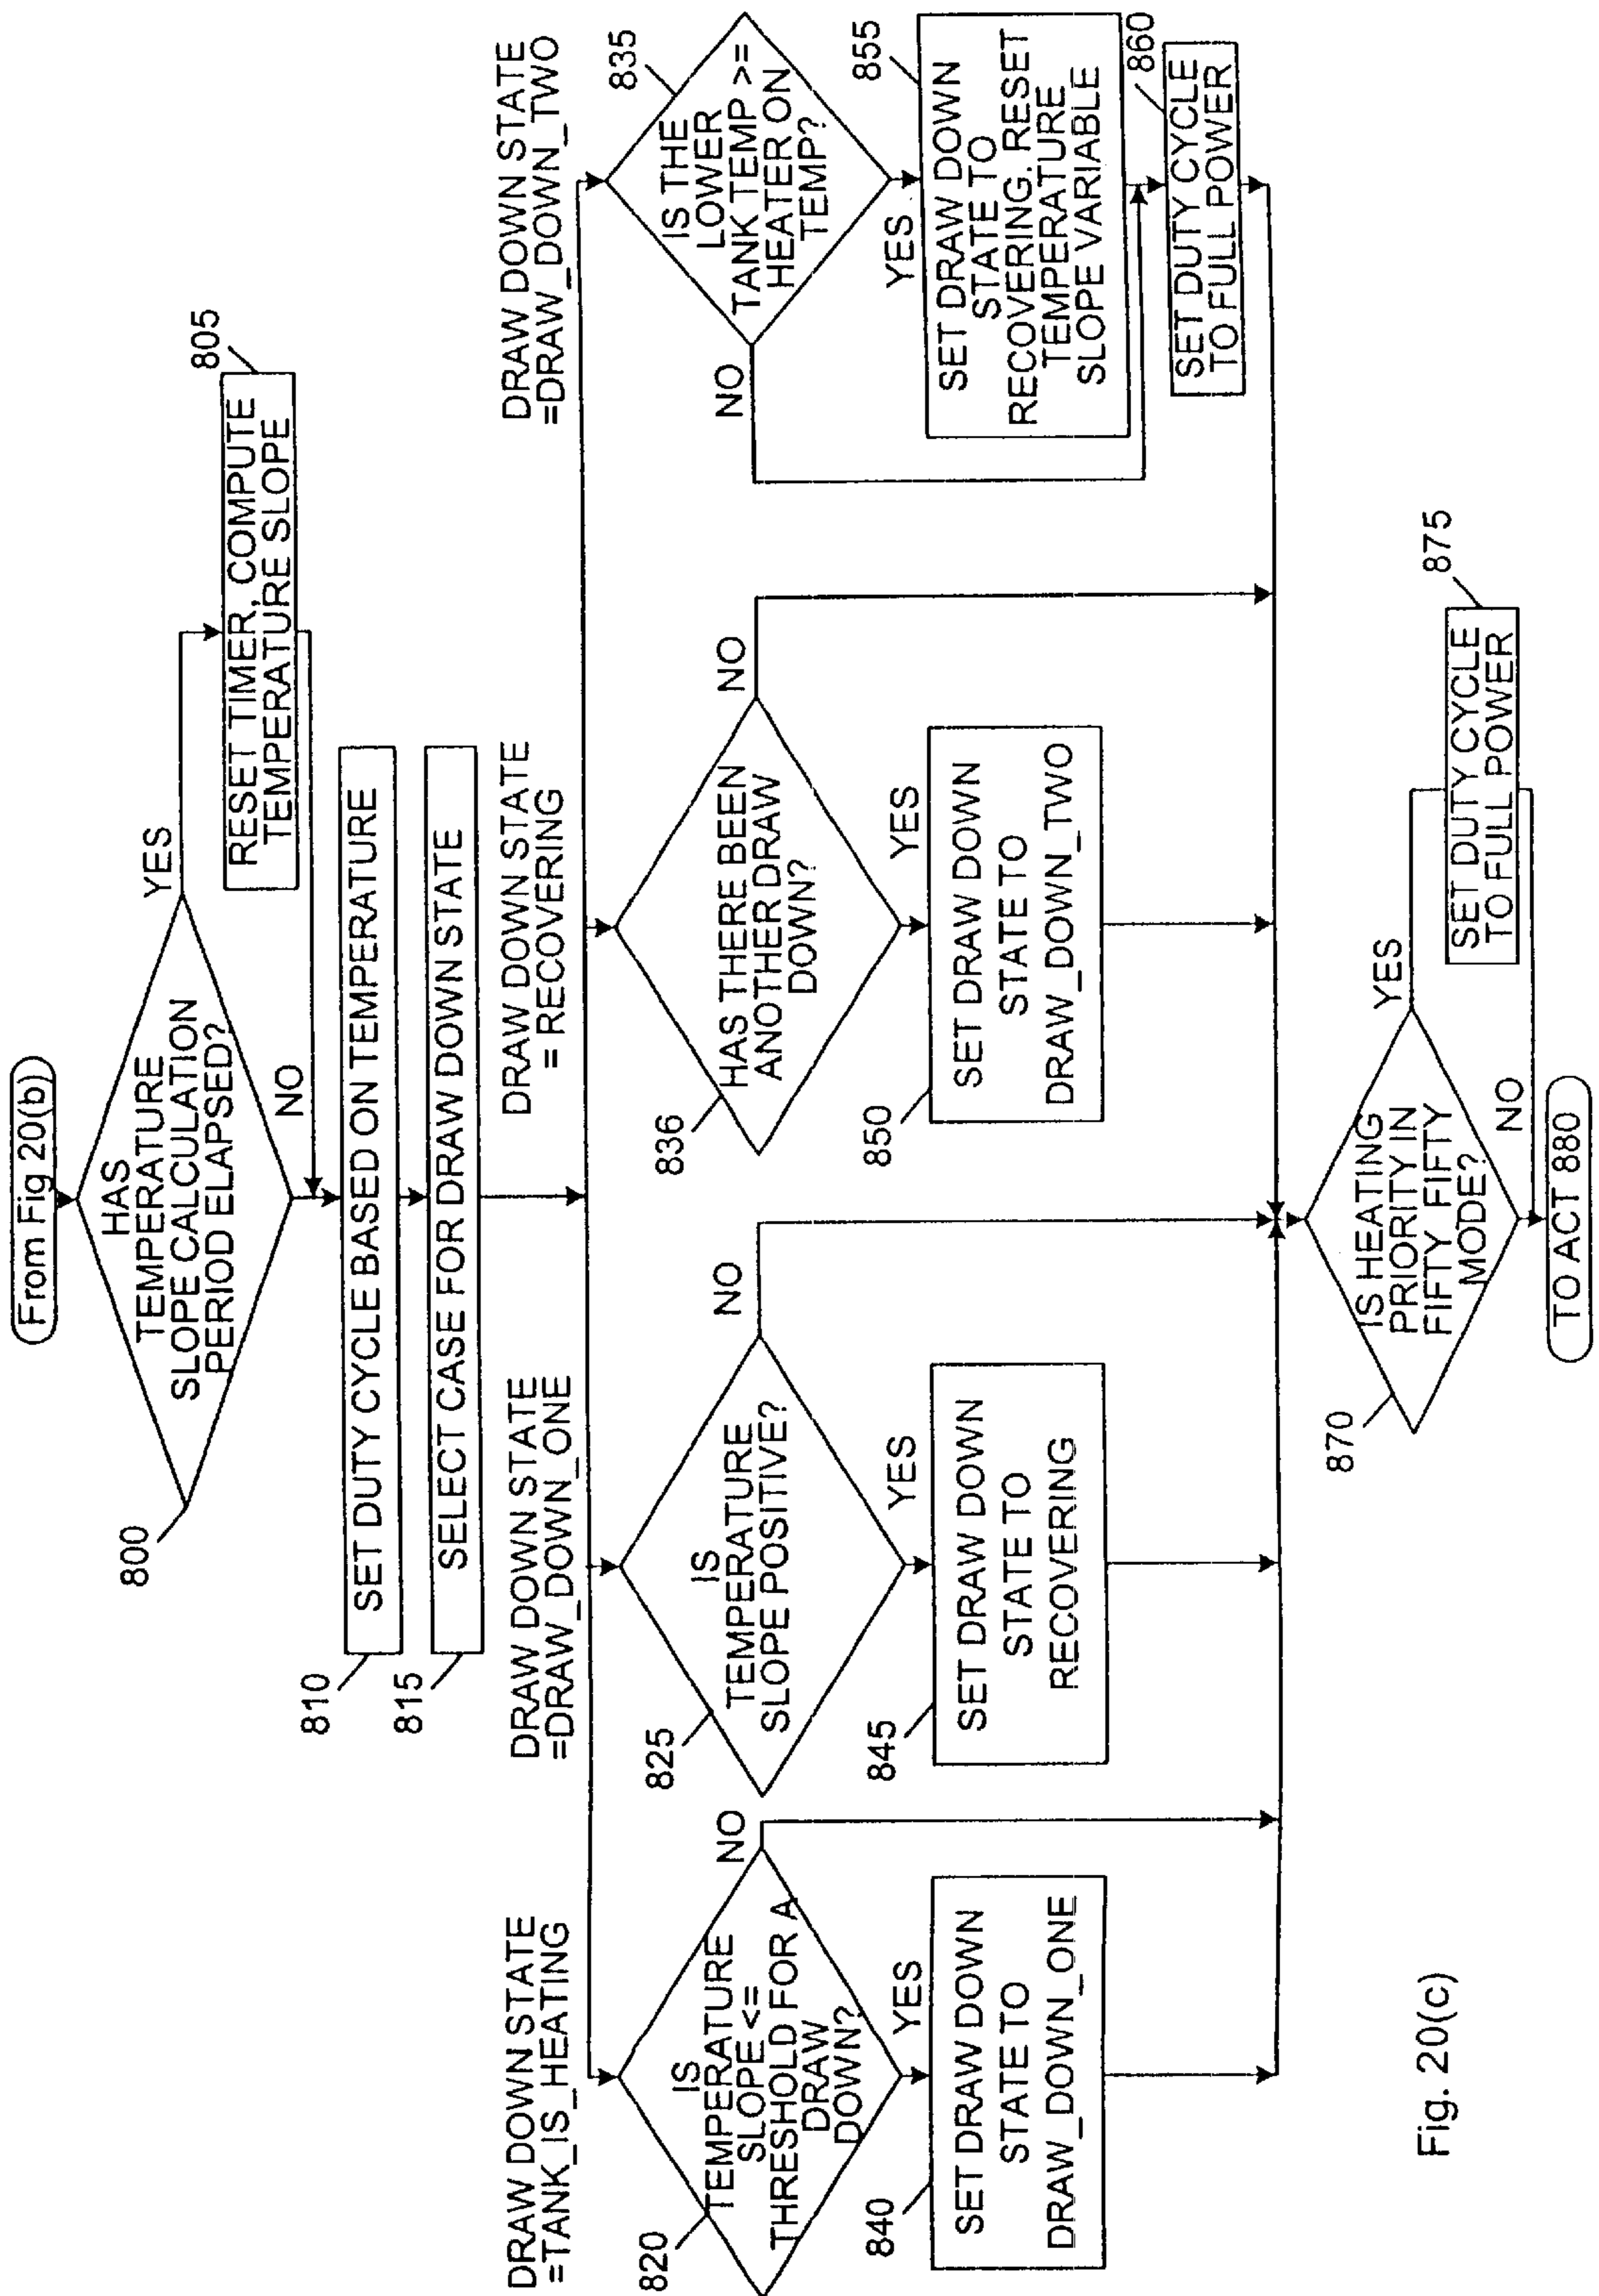 From Fig 20(b)
HAS
TEMPERATURE
SLOPE CALCULATION
PERIOD ELAPSED?
800
YES
NO
RESET TIMER, COMPUTE
TEMPERATURE SLOPE
805
SET DUTY CYCLE BASED ON TEMPERATURE
810
SELECT CASE FOR DRAW DOWN STATE
815
DRAW DOWN STATE
=TANK_IS_HEATING
DRAW DOWN STATE
=DRAW_DOWN_ONE
DRAW DOWN STATE
= RECOVERING
DRAW DOWN STATE
=DRAW_DOWN_TWO
IS
TEMPERATURE
SLOPE <=
THRESHOLD FOR A
DRAW
DOWN?
820
NO
YES
SET DRAW DOWN
STATE TO
DRAW_DOWN_ONE
840
IS
TEMPERATURE
SLOPE POSITIVE?
825
NO
YES
SET DRAW DOWN
STATE TO
RECOVERING
845
HAS THERE BEEN
ANOTHER DRAW
DOWN?
836
NO
YES
SET DRAW DOWN
STATE TO
DRAW_DOWN_TWO
850
IS THE
LOWER
TANK TEMP >=
HEATER ON
TEMP?
835
NO
YES
SET DRAW DOWN
STATE TO
RECOVERING. RESET
TEMPERATURE
SLOPE VARIABLE
855
SET DUTY CYCLE
TO FULL POWER
860
IS HEATING
PRIORITY IN
FIFTY FIFTY
MODE?
870
YES
NO
SET DUTY CYCLE
TO FULL POWER
875
TO ACT 880
Fig. 20(c)